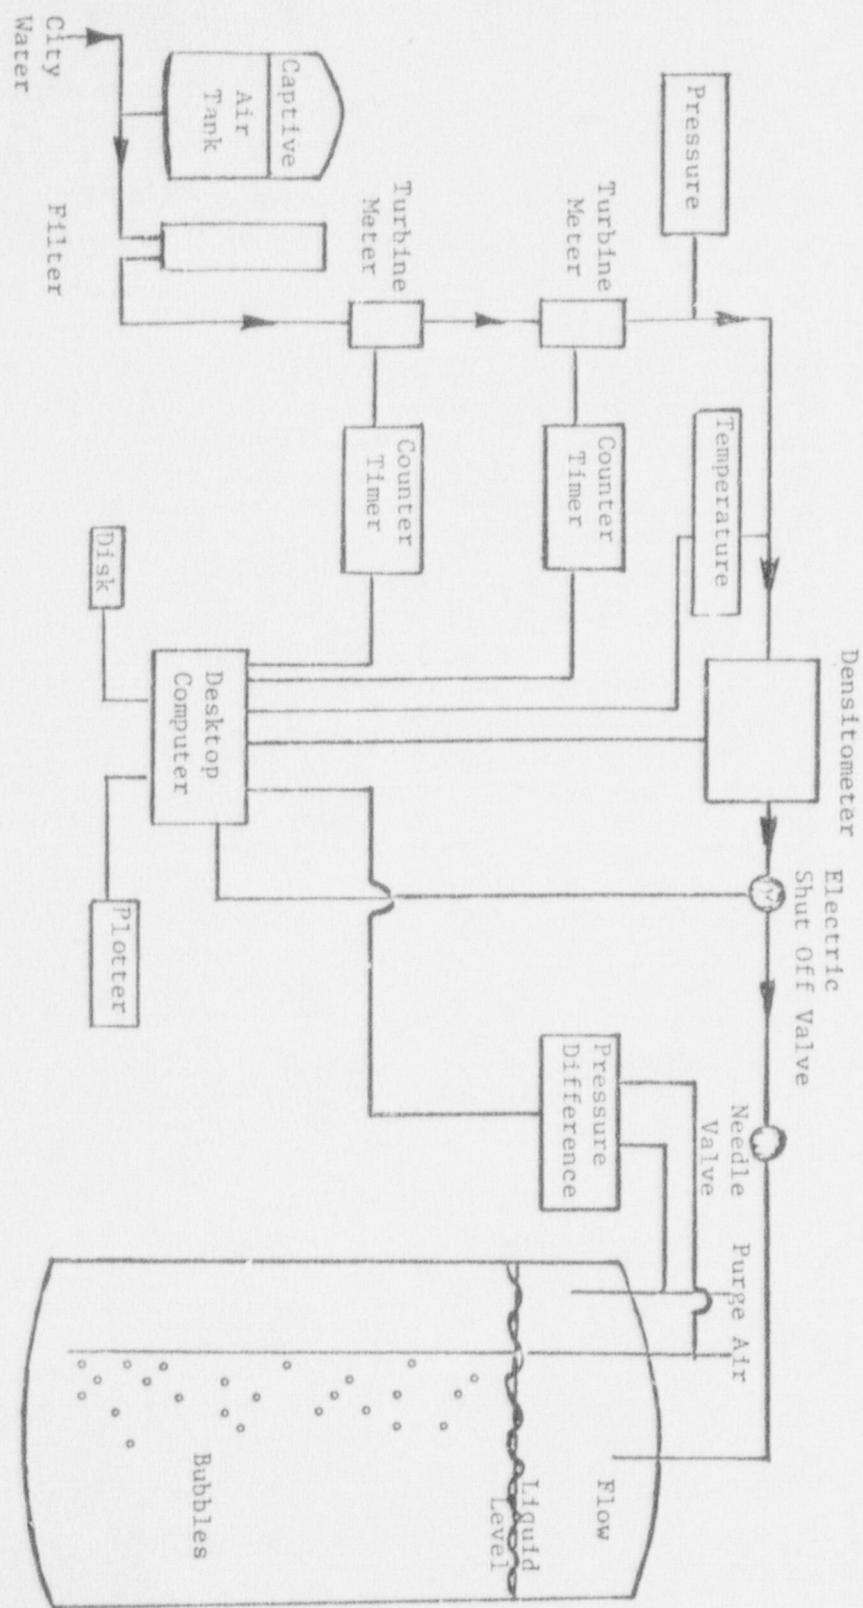 City
Water
Captive
Air
Tank
Filter
Turbine
Meter
Turbine
Meter
Pressure
Counter
Timer
Counter
Timer
Temperature
Densitometer
Disk
Desktop
Computer
Plotter
Electric
Shut Off Valve
Pressure
Difference
Needle
Valve
Purge Air
Flow
Liquid
Level
Bubbles